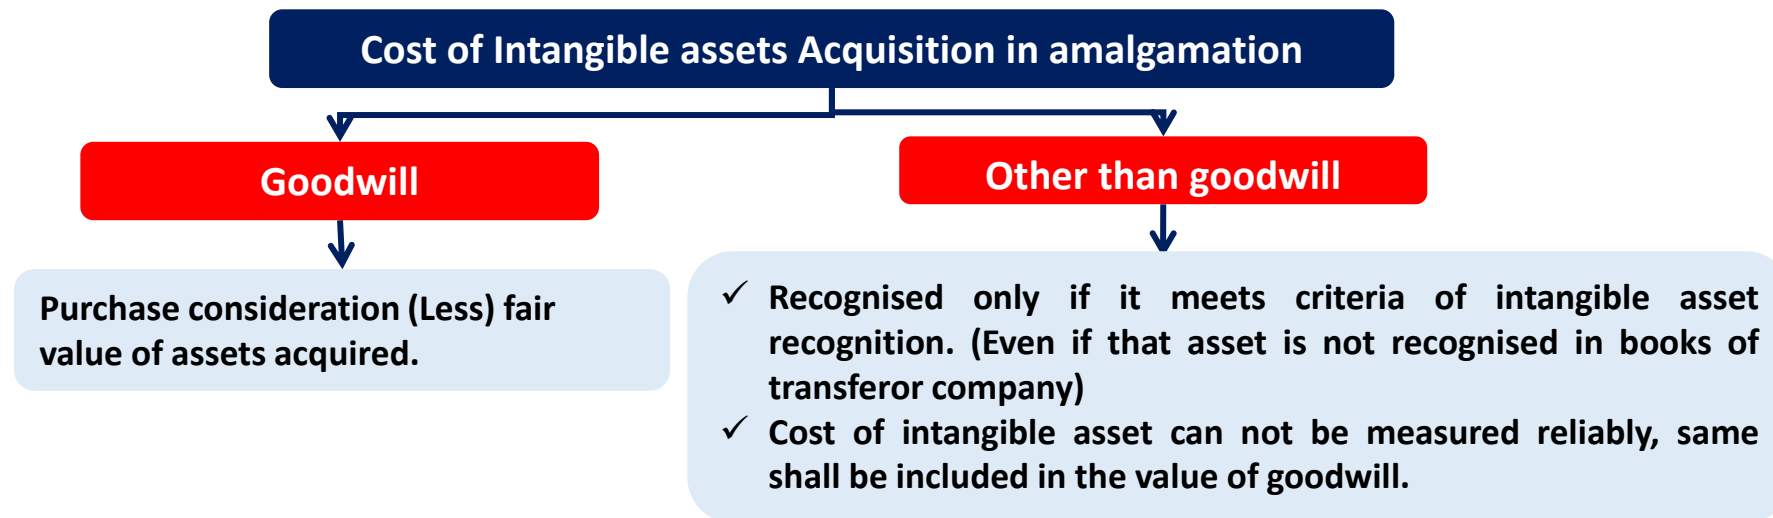 Cost of Intangible assets Acquisition in amalgamation
Goodwill
Other than goodwill
Purchase consideration (Less) fair
value of assets acquired.
✓ Recognised only if it meets criteria of intangible asset
recognition. (Even if that asset is not recognised in books of
transferor company)
✓ Cost of intangible asset can not be measured reliably, same
shall be included in the value of goodwill.